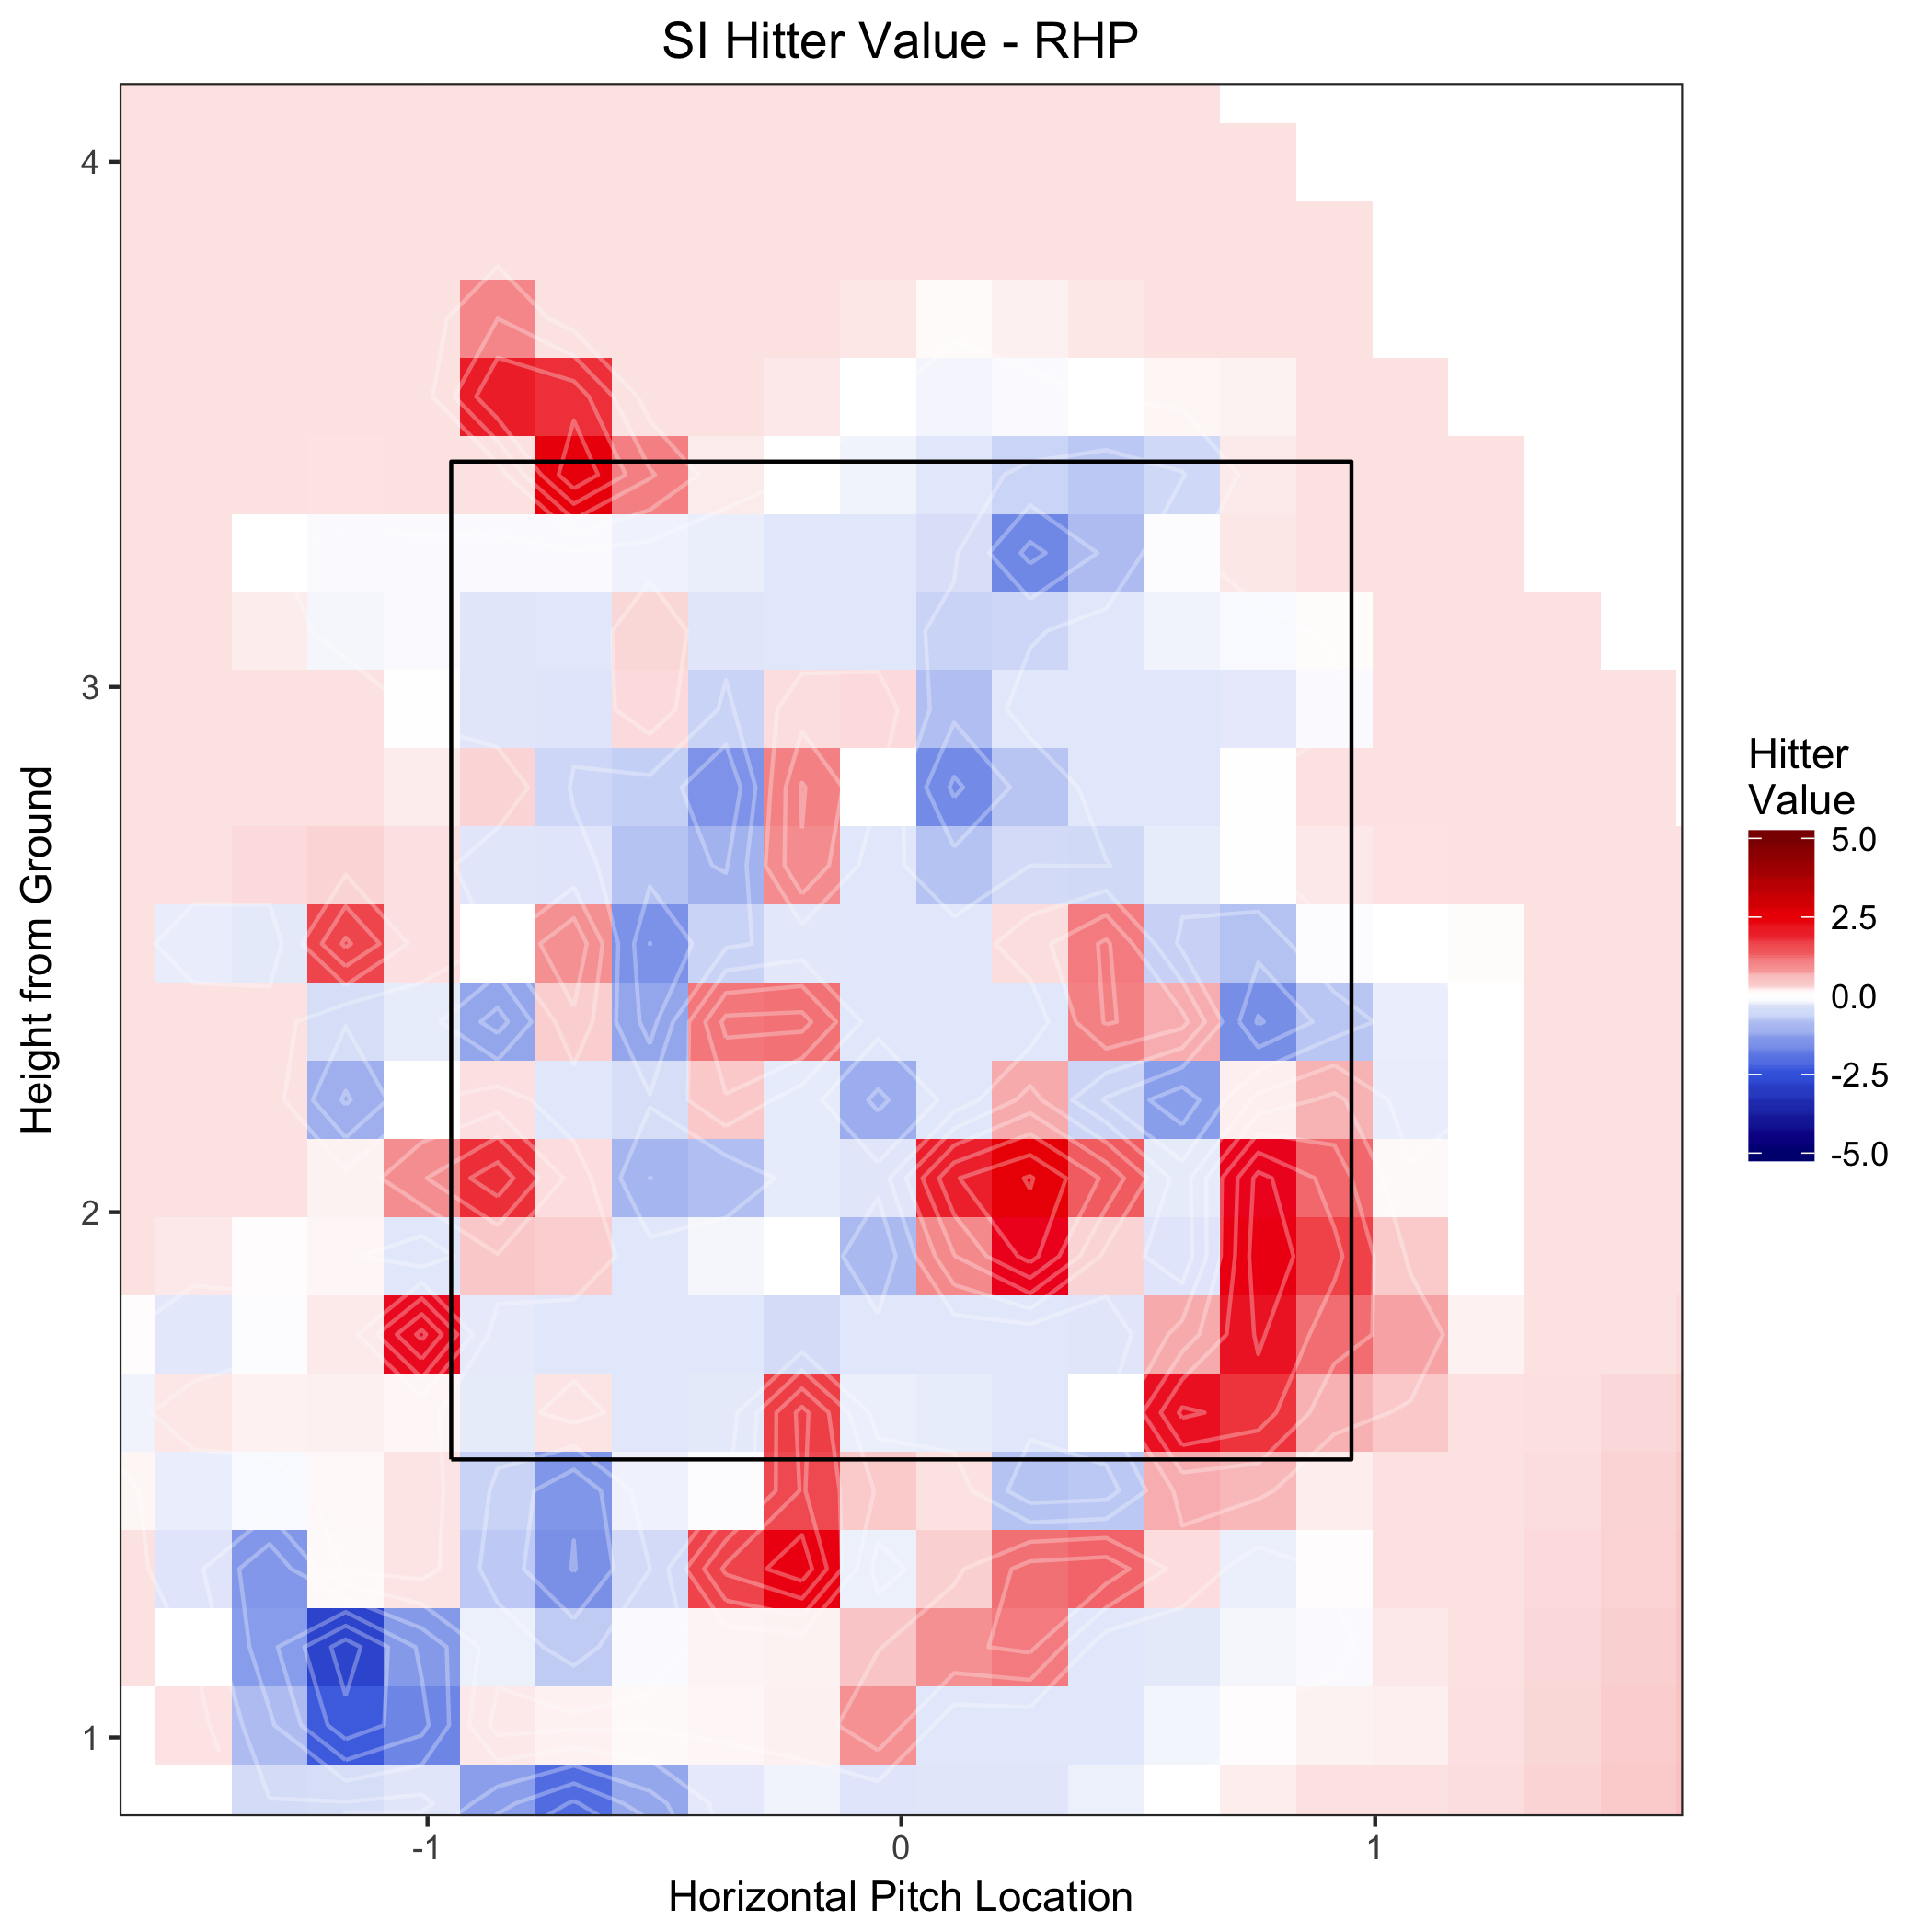 SI Hitter Value - RHP
4
3
2
1
Height from Ground
-1
0
1
Horizontal Pitch Location
Hitter
Value
5.0
2.5
0.0
-2.5
-5.0